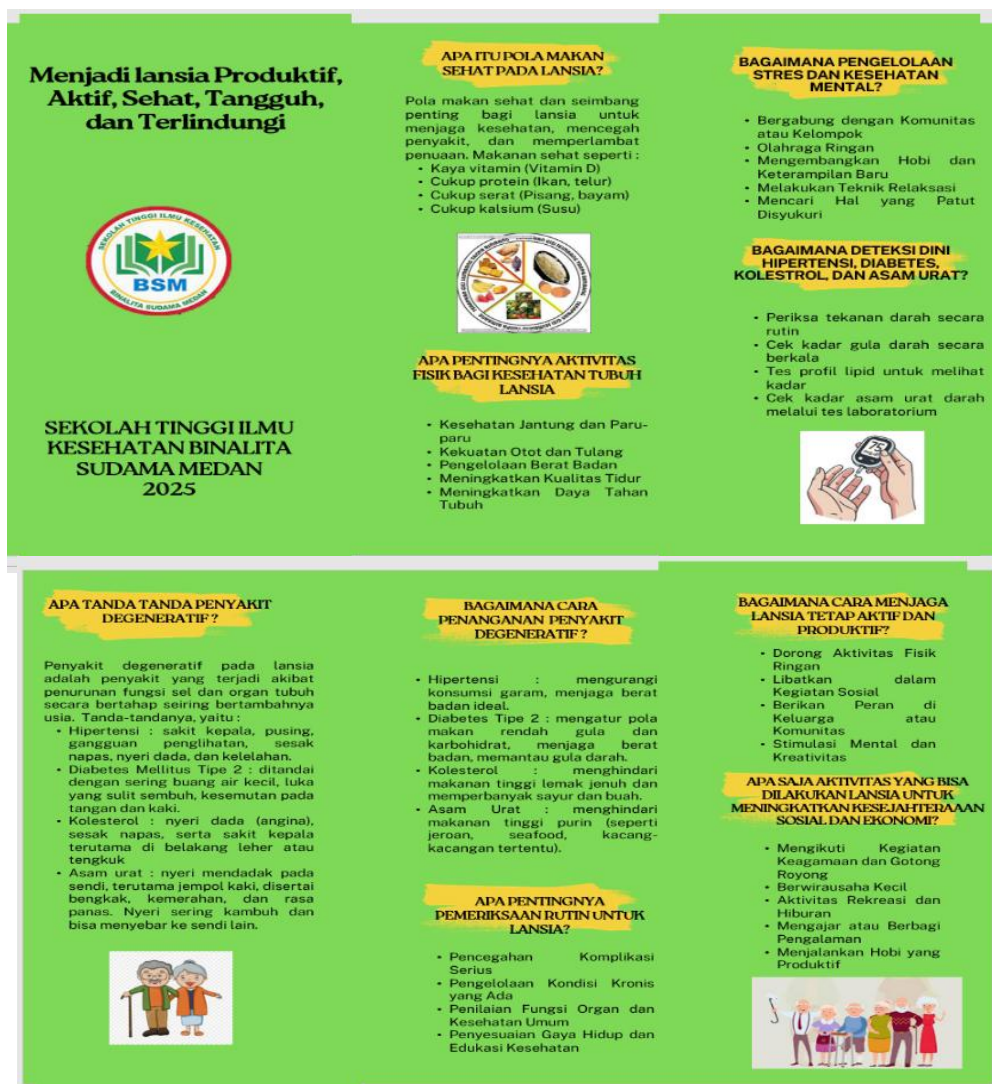 Menjadi lansia Produktif,
Aktif, Sehat, Tangguh,
dan Terlindungi
SEKOLAH TINGGI ILMU KESEHATAN
BSM
BINALITA SUDAMA MEDAN
SEKOLAH TINGGI ILMU
KESEHATAN BINALITA
SUDAMA MEDAN
2025
APA ITU POLA MAKAN
SEHAT PADA LANSIA?
Pola makan sehat dan seimbang
penting bagi lansia untuk
menjaga kesehatan, mencegah
penyakit, dan memperlambat
penuaan. Makanan sehat seperti :
• Kaya vitamin (Vitamin D)
• Cukup protein (Ikan, telur)
• Cukup serat (Pisang, bayam)
• Cukup kalsium (Susu)
APA PENTINGNYA AKTIVITAS
FISIK BAGI KESEHATAN TUBUH
LANSIA
• Kesehatan Jantung dan Paru-
paru
• Kekuatan Otot dan Tulang
• Pengelolaan Berat Badan
• Meningkatkan Kualitas Tidur
• Meningkatkan Daya Tahan
Tubuh
BAGAIMANA PENGELOLAAN
STRES DAN KESEHATAN
MENTAL?
• Bergabung dengan Komunitas
atau Kelompok
• Olahraga Ringan
• Mengembangkan Hobi dan
Keterampilan Baru
• Melakukan Teknik Relaksasi
• Mencari Hal yang Patut
Disyukuri
BAGAIMANA DETEKSI DINI
HIPERTENSI, DIABETES,
KOLESTROL, DAN ASAM URAT?
• Periksa tekanan darah secara
rutin
• Cek kadar gula darah secara
berkala
• Tes profil lipid untuk melihat
kadar
• Cek kadar asam urat darah
melalui tes laboratorium
75
APA TANDA TANDA PENYAKIT
DEGENERATIF ?
Penyakit degeneratif pada lansia
adalah penyakit yang terjadi akibat
penurunan fungsi sel dan organ tubuh
secara bertahap seiring bertambahnya
usia. Tanda-tandanya, yaitu :
• Hipertensi : sakit kepala, pusing,
gangguan penglihatan, sesak
napas, nyeri dada, dan kelelahan.
• Diabetes Mellitus Tipe 2 : ditandai
dengan sering buang air kecil, luka
yang sulit sembuh, kesemutan pada
tangan dan kaki.
• Kolesterol : nyeri dada (angina),
sesak napas, serta sakit kepala
terutama di belakang leher atau
tengkuk
• Asam urat : nyeri mendadak pada
sendi, terutama jempol kaki, disertai
bengkak, kemerahan, dan rasa
panas. Nyeri sering kambuh dan
bisa menyebar ke sendi lain.
BAGAIMANA CARA
PENANGANAN PENYAKIT
DEGENERATIF ?
• Hipertensi : mengurangi
konsumsi garam, menjaga berat
badan ideal.
• Diabetes Tipe 2 : mengatur pola
makan rendah gula dan
karbohidrat, menjaga berat
badan, memantau gula darah.
• Kolesterol : menghindari
makanan tinggi lemak jenuh dan
memperbanyak sayur dan buah.
• Asam Urat : menghindari
makanan tinggi purin (seperti
jeroan, seafood, kacang-
kacangan tertentu).
APA PENTINGNYA
PEMERIKSAAN RUTIN UNTUK
LANSIA?
• Pencegahan Komplikasi
Serius
• Pengelolaan Kondisi Kronis
yang Ada
• Penilaian Fungsi Organ dan
Kesehatan Umum
• Penyesuaian Gaya Hidup dan
Edukasi Kesehatan
BAGAIMANA CARA MENJAGA
LANSIA TETAP AKTIF DAN
PRODUKTIF?
• Dorong Aktivitas Fisik
Ringan
• Libatkan dalam
Kegiatan Sosial
• Berikan Peran di
Keluarga atau
Komunitas
• Stimulasi Mental dan
Kreativitas
APA SAJA AKTIVITAS YANG BISA
DILAKUKAN LANSIA UNTUK
MENINGKATKAN KESEJAHTERAAAN
SOSIAL DAN EKONOMI?
• Mengikuti Kegiatan
Keagamaan dan Gotong
Royong
• Berwirausaha Kecil
• Aktivitas Rekreasi dan
Hiburan
• Mengajar atau Berbagi
Pengalaman
• Menjalankan Hobi yang
Produktif